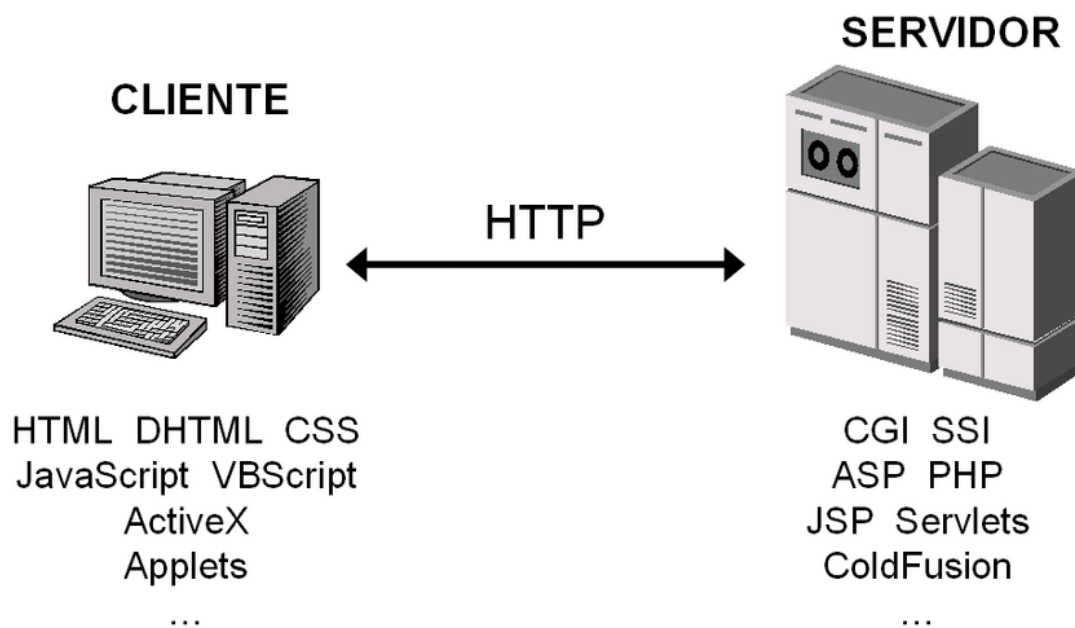 CLIENTE
HTTP
SERVIDOR
HTML DHTML CSS
JavaScript VBScript
ActiveX
Applets
...
CGI SSI
ASP PHP
JSP Servlets
ColdFusion
...